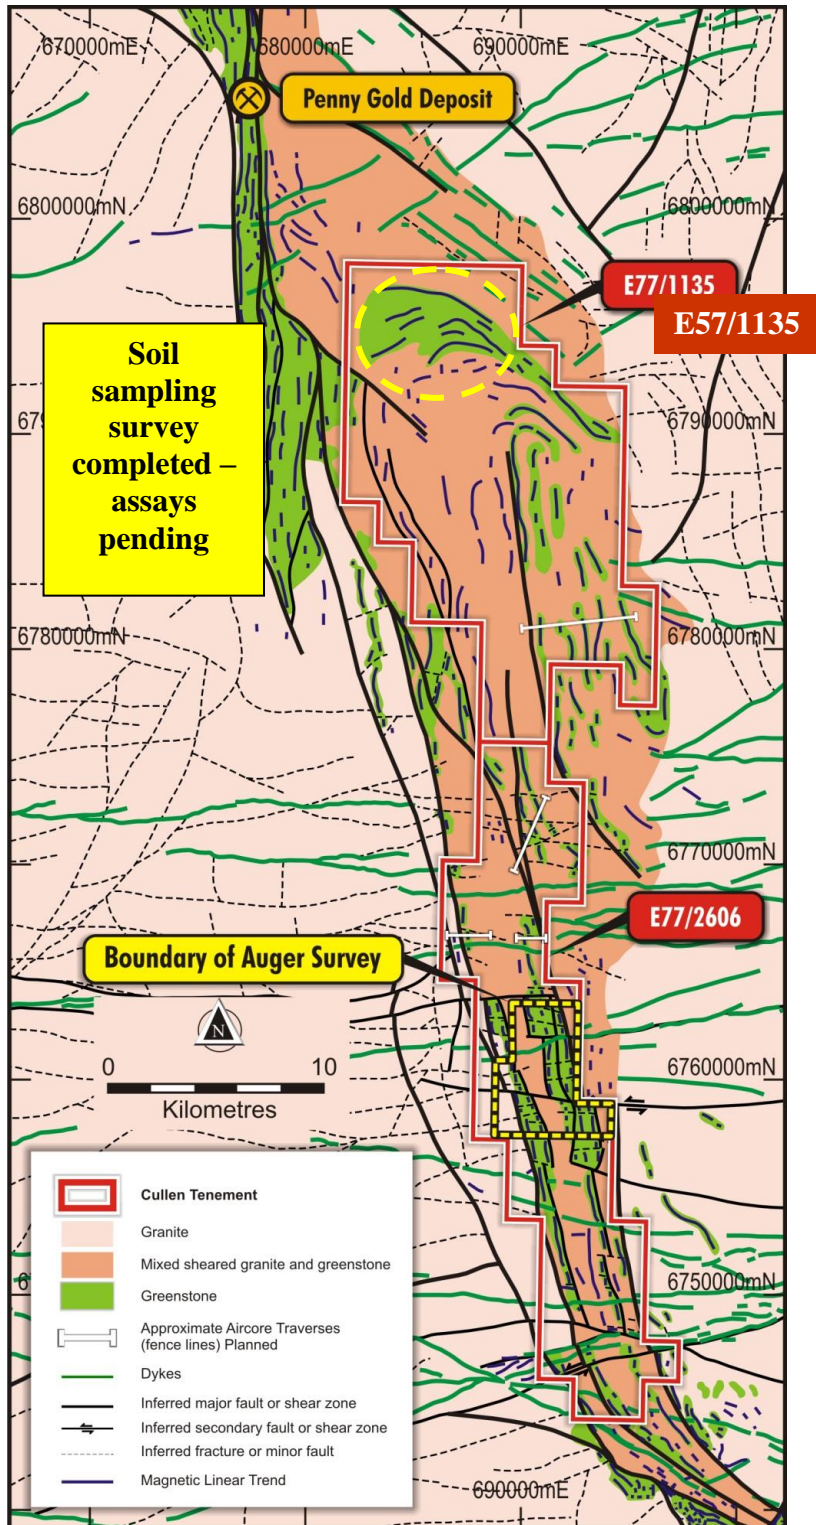 670000mE
680000mE
690000mE
Penny Gold Deposit
6800000mN
6800000mN
E77/1135
E57/1135
Soil
sampling
survey
completed –
assays
pending
6790000mN
6780000mN
6780000mN
6770000mN
E77/2606
Boundary of Auger Survey
N
0 10
Kilometres
6760000mN
Cullen Tenement
Granite
Mixed sheared granite and greenstone
Greenstone
Approximate Aircore Traverses
(fence lines) Planned
Dykes
Inferred major fault or shear zone
Inferred secondary fault or shear zone
Inferred fracture or minor fault
Magnetic Linear Trend
6750000mN
690000mE